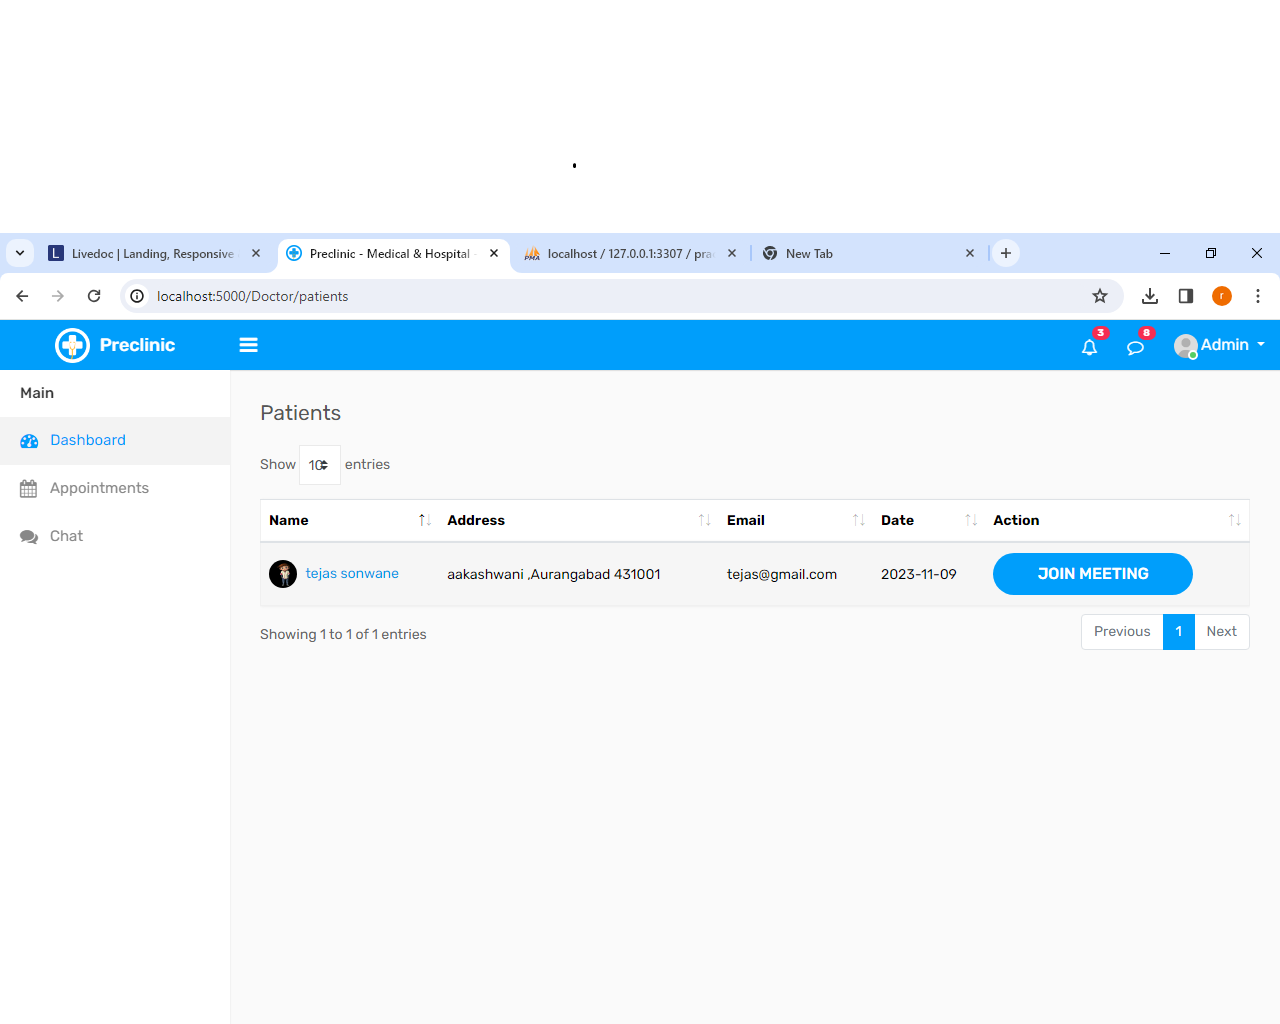 .
Livedoc | Landing, Responsive
Preclinic - Medical & Hospital -
localhost / 127.0.0.1:3307 / pra
New Tab
localhost:5000/Doctor/patients
r
Preclinic
3
8
Admin
Main
Dashboard
Appointments
Chat
Patients
Show 10 entries
Name Address Email Date Action
tejas sonwane aakashwani ,Aurangabad 431001 tejas@gmail.com 2023-11-09 JOIN MEETING
Showing 1 to 1 of 1 entries
Previous 1 Next